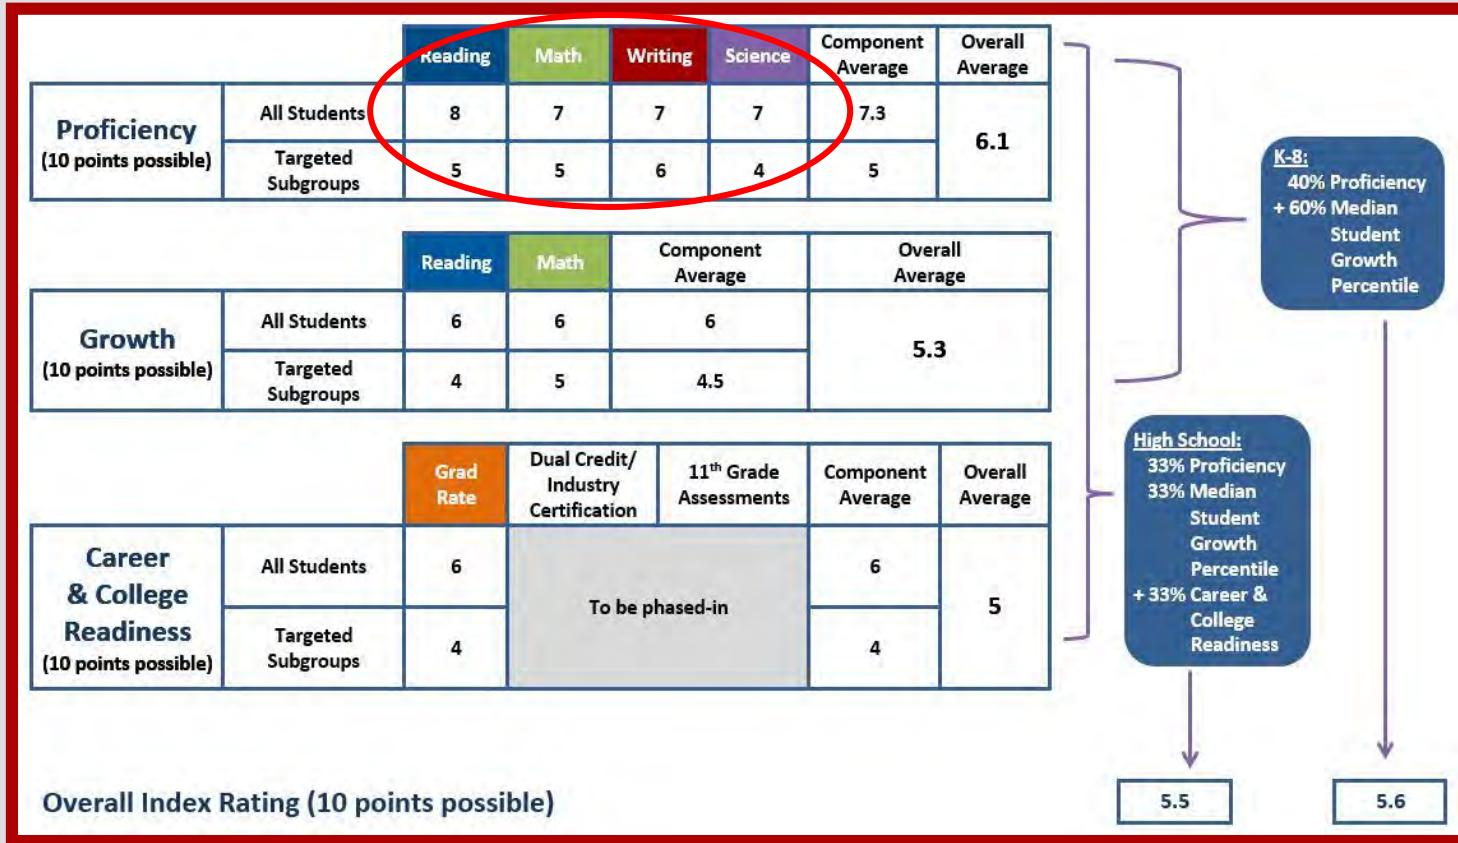 Reading Math Writing Science Component Average Overall Average
Proficiency
(10 points possible)
All Students 8 7 7 7 7.3
Targeted
Subgroups 5 5 6 4 5
6.1
Reading Math Component Average Overall Average
Growth
(10 points possible)
All Students 6 6 6
Targeted
Subgroups 4 5 4.5
5.3
Grad Rate Dual Credit/ Industry Certification 11th Grade Assessments Component Average Overall Average
Career
& College
Readiness
(10 points possible)
All Students 6 6
To be phased-in
Targeted
Subgroups 4 4
5
K-8:
40% Proficiency
+ 60% Median
Student
Growth
Percentile
High School:
33% Proficiency
33% Median
Student
Growth
Percentile
+ 33% Career &
College
Readiness
Overall Index Rating (10 points possible) 5.5 5.6